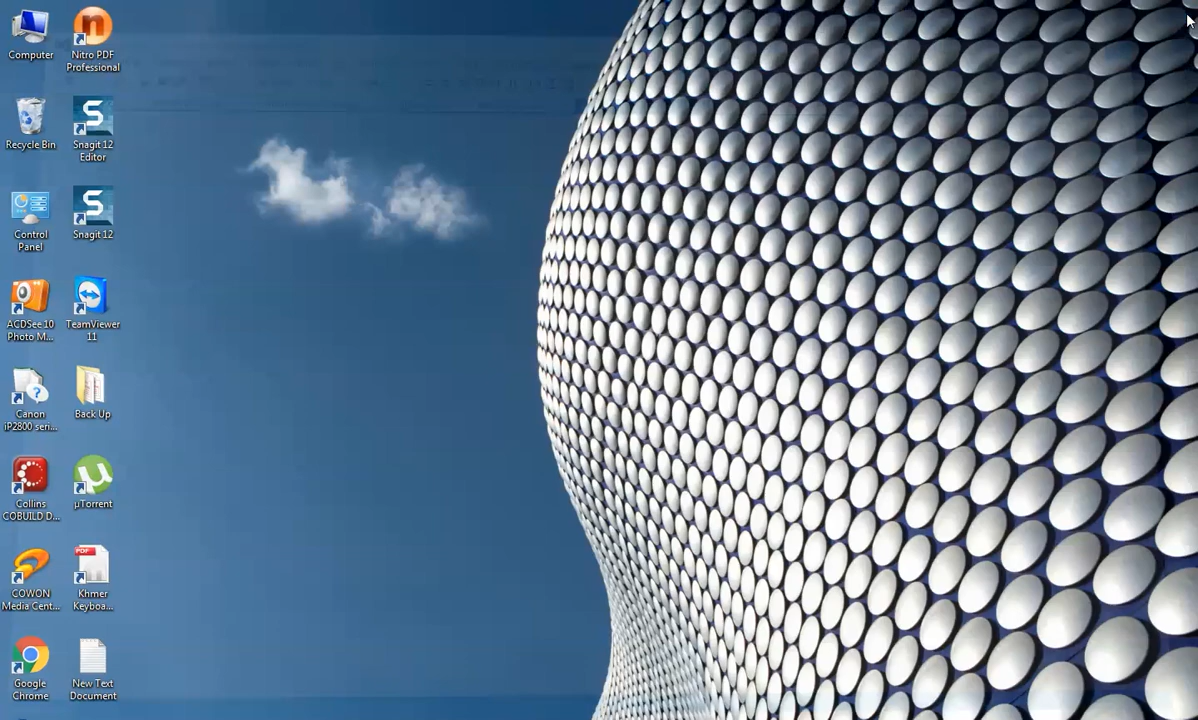 Computer
Nitro PDF
Professional
Recycle Bin
Snagit 12
Editor
Control
Panel
Snagit 12
ACDSee 10
Photo M...
TeamViewer
11
Canon
iP2800 seri...
Back Up
Collins
COBUILD D...
µTorrent
COWON
Media Cent...
PDF
Khmer
Keyboa...
Google
Chrome
New Text
Document